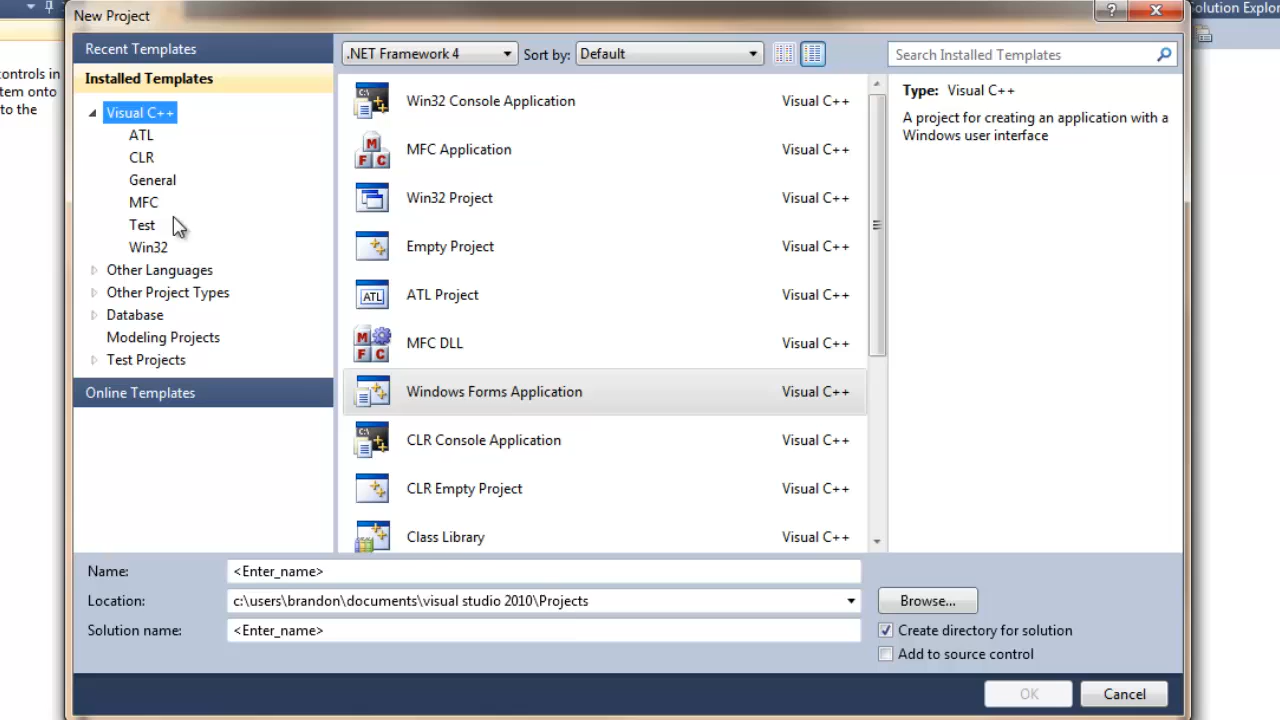 New Project
Solution Explor
controls in
tem onto
to the
Recent Templates
Installed Templates
Visual C++
ATL
CLR
General
MFC
Test
Win32
Other Languages
Other Project Types
Database
Modeling Projects
Test Projects
Online Templates
.NET Framework 4
Sort by:
Default
Search Installed Templates
Win32 Console Application Visual C++
MFC Application Visual C++
Win32 Project Visual C++
Empty Project Visual C++
ATL Project Visual C++
MFC DLL Visual C++
Windows Forms Application Visual C++
CLR Console Application Visual C++
CLR Empty Project Visual C++
Class Library Visual C++
Type: Visual C++
A project for creating an application with a
Windows user interface
Name: <Enter_name>
Location: c:\users\brandon\documents\visual studio 2010\Projects
Browse...
Solution name: <Enter_name>
Create directory for solution
Add to source control
OK
Cancel